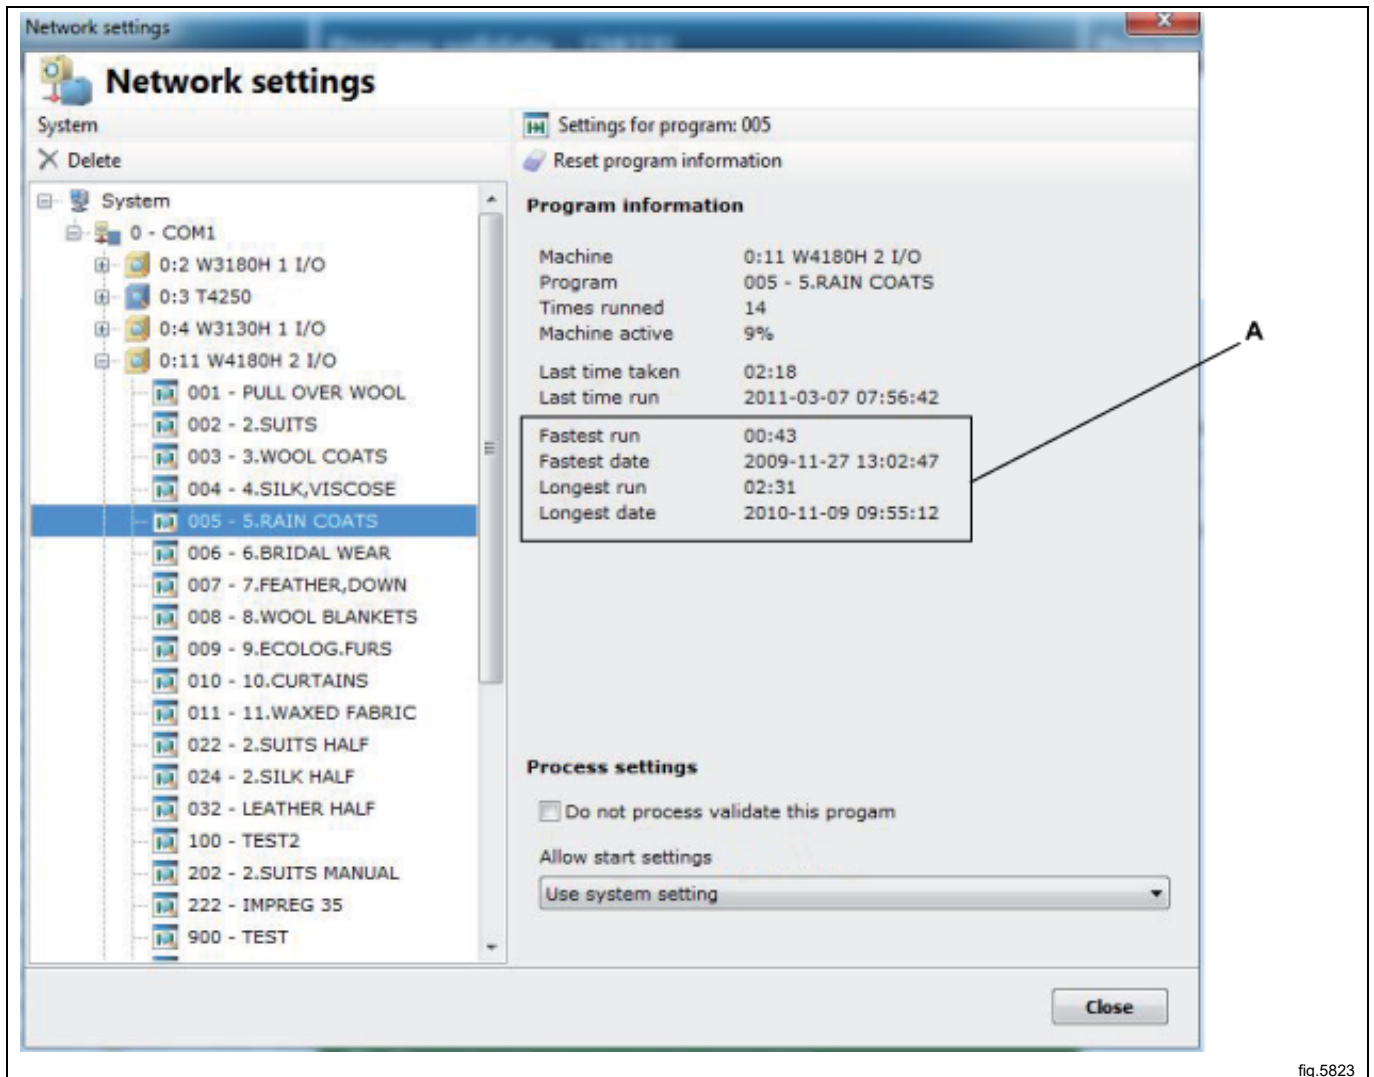 Network settings
Network settings
System
Delete
System
0 - COM1
0:2 W3180H 1 I/O
0:3 T4250
0:4 W3130H 1 I/O
0:11 W4180H 2 I/O
001 - PULL OVER WOOL
002 - 2.SUITS
003 - 3.WOOL COATS
004 - 4.SILK,VISCOSE
005 - 5.RAIN COATS
006 - 6.BRIDAL WEAR
007 - 7.FEATHER,DOWN
008 - 8.WOOL BLANKETS
009 - 9.ECOLOG.FURS
010 - 10.CURTAINS
011 - 11.WAXED FABRIC
022 - 2.SUITS HALF
024 - 2.SILK HALF
032 - LEATHER HALF
100 - TEST2
202 - 2.SUITS MANUAL
222 - IMPREG 35
900 - TEST
Settings for program: 005
Reset program information
Program information
Machine 0:11 W4180H 2 I/O
Program 005 - 5.RAIN COATS
Times runned 14
Machine active 9%
Last time taken 02:18
Last time run 2011-03-07 07:56:42
Fastest run 00:43
Fastest date 2009-11-27 13:02:47
Longest run 02:31
Longest date 2010-11-09 09:55:12
A
Process settings
Do not process validate this progam
Allow start settings
Use system setting
Close
fig.5823